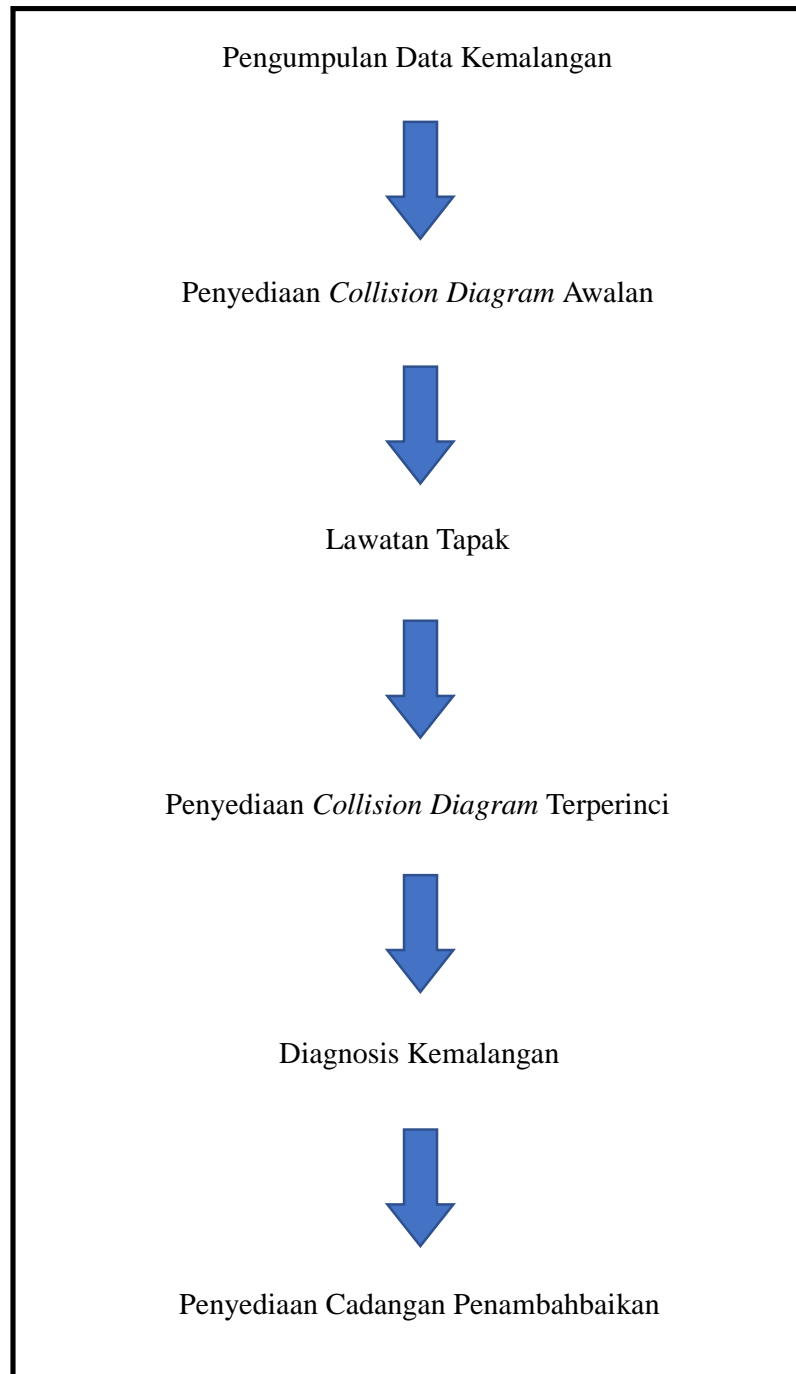 Pengumpulan Data Kemalangan
Penyediaan Collision Diagram Awalan
Lawatan Tapak
Penyediaan Collision Diagram Terperinci
Diagnosis Kemalangan
Penyediaan Cadangan Penambahbaikan